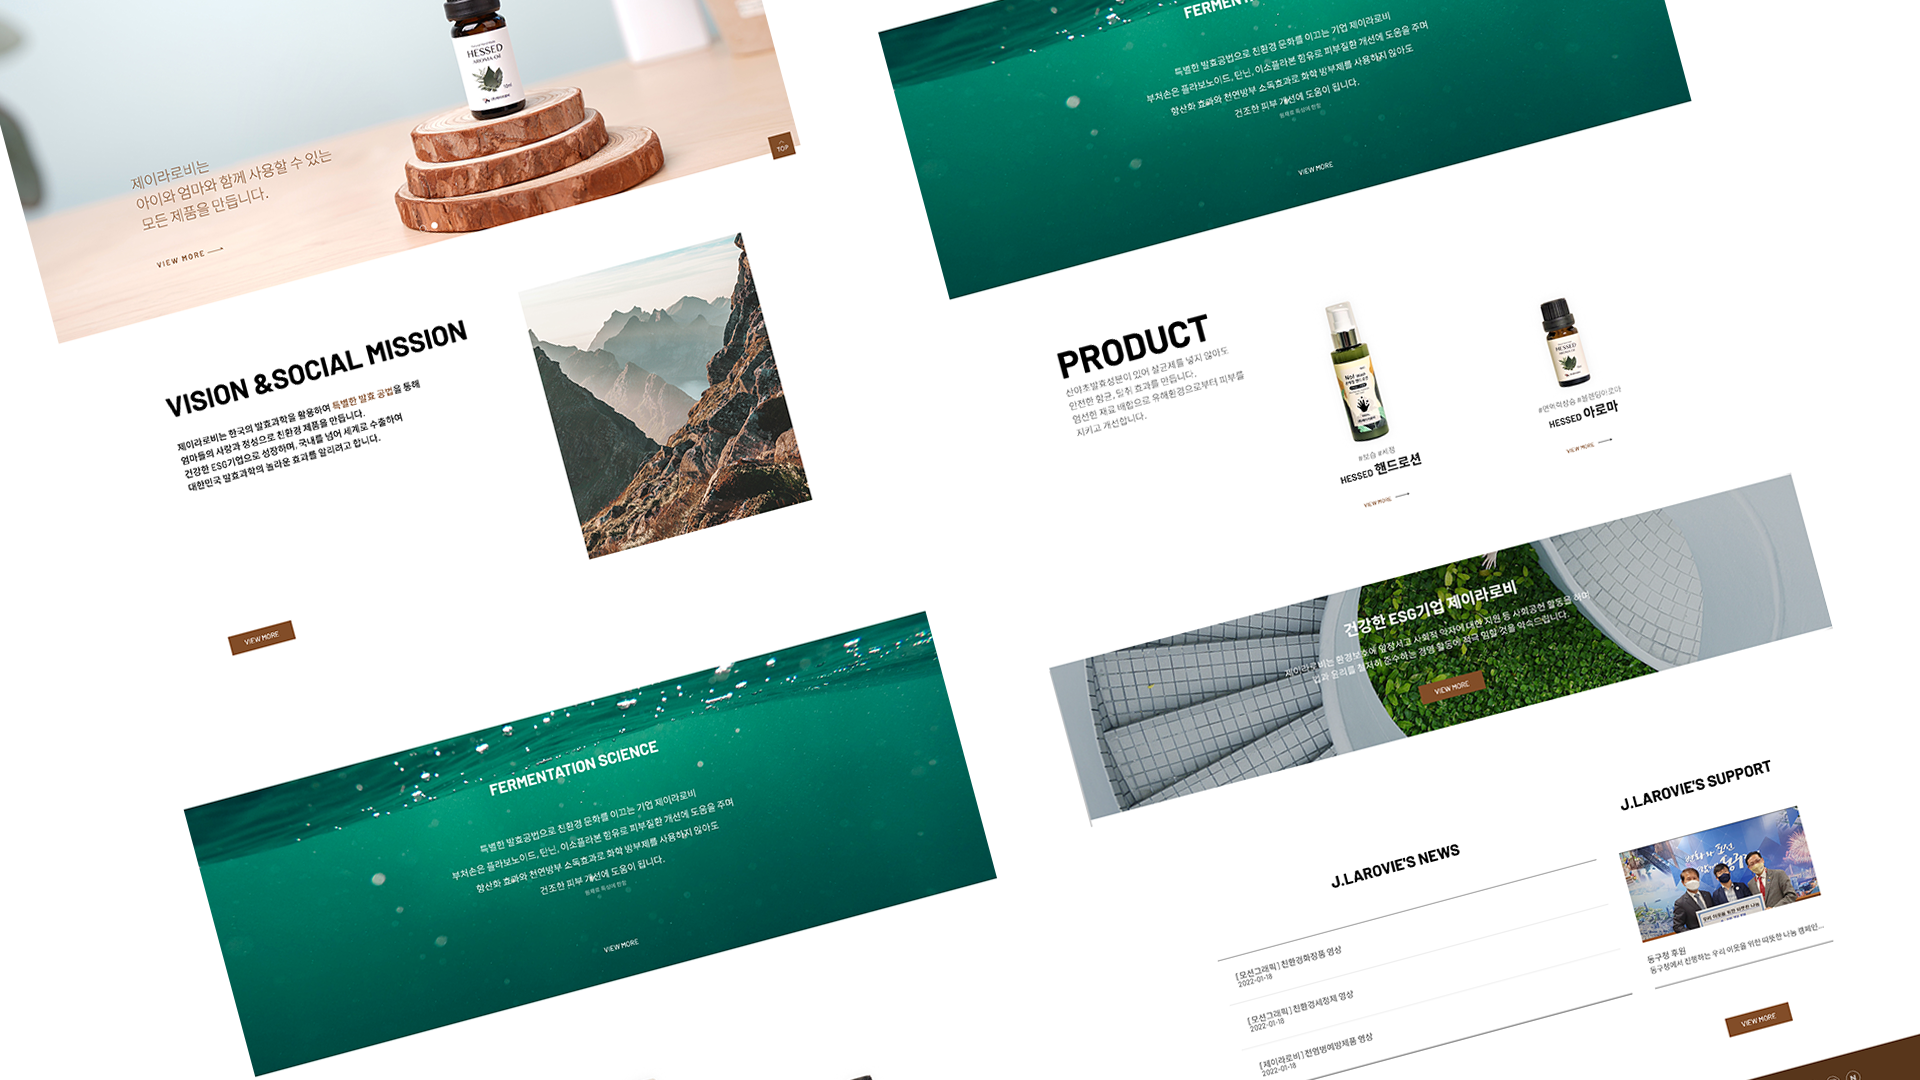 HESSED
AROMA OIL
10ml
제이라로비는
아이와 엄마와 함께 사용할 수 있는
모든 제품을 만듭니다.
VIEW MORE
TOP
VISION &SOCIAL MISSION
제이라로비는 한국의 발효과학을 활용하여 특별한 발효 공법을 통해
엄마들의 사랑과 정성으로 친환경 제품을 만듭니다.
건강한 ESG기업으로 성장하며, 국내를 넘어 세계로 수출하여
대한민국 발효과학의 놀라운 효과를 알리려고 합니다.
VIEW MORE
FERMENTATION SCIENCE
특별한 발효공법으로 친환경 문화를 이끄는 기업 제이라로비
부처손은 플라보노이드, 탄닌, 이소플라본 함유로 피부질환 개선에 도움을 주며
항산화 효과와 천연방부 소독효과로 화학 방부제를 사용하지 않아도
건조한 피부 개선에 도움이 됩니다.
원재료 특성에 한함
VIEW MORE
특별한 발효공법으로 친환경 문화를 이끄는 기업 제이라로비
부처손은 플라보노이드, 탄닌, 이소플라본 함유로 피부질환 개선에 도움을 주며
항산화 효과와 천연방부 소독효과로 화학 방부제를 사용하지 않아도
건조한 피부 개선에 도움이 됩니다.
원재료 특성에 한함
VIEW MORE
PRODUCT
산야초발효성분이 있어 살균제를 넣지 않아도
안전한 항균, 탈취 효과를 만듭니다.
엄선한 재료 배합으로 유해환경으로부터 피부를
지키고 개선합니다.
#보습 #세정
HESSED 핸드로션
VIEW MORE
HESSED
#면역력상승 #블렌딩아로마
HESSED 아로마
VIEW MORE
건강한 ESG기업 제이라로비
제이라로비는 환경보호에 앞장서고 사회적 약자에 대한 지원 등 사회공헌 활동을 하며
법과 윤리를 철저히 준수하는 경영 활동에 적극 임할 것을 약속드립니다.
VIEW MORE
J.LAROVIE'S NEWS
[모션그래픽] 친환경화장품 영상
2022-01-18
[모션그래픽] 친환경세정제 영상
2022-01-18
[제이라로비] 전염병예방제품 영상
2022-01-18
J.LAROVIE'S SUPPORT
동구청 후원
동구청에서 진행하는 우리 이웃을 위한 따뜻한 나눔 캠페인...
VIEW MORE
N